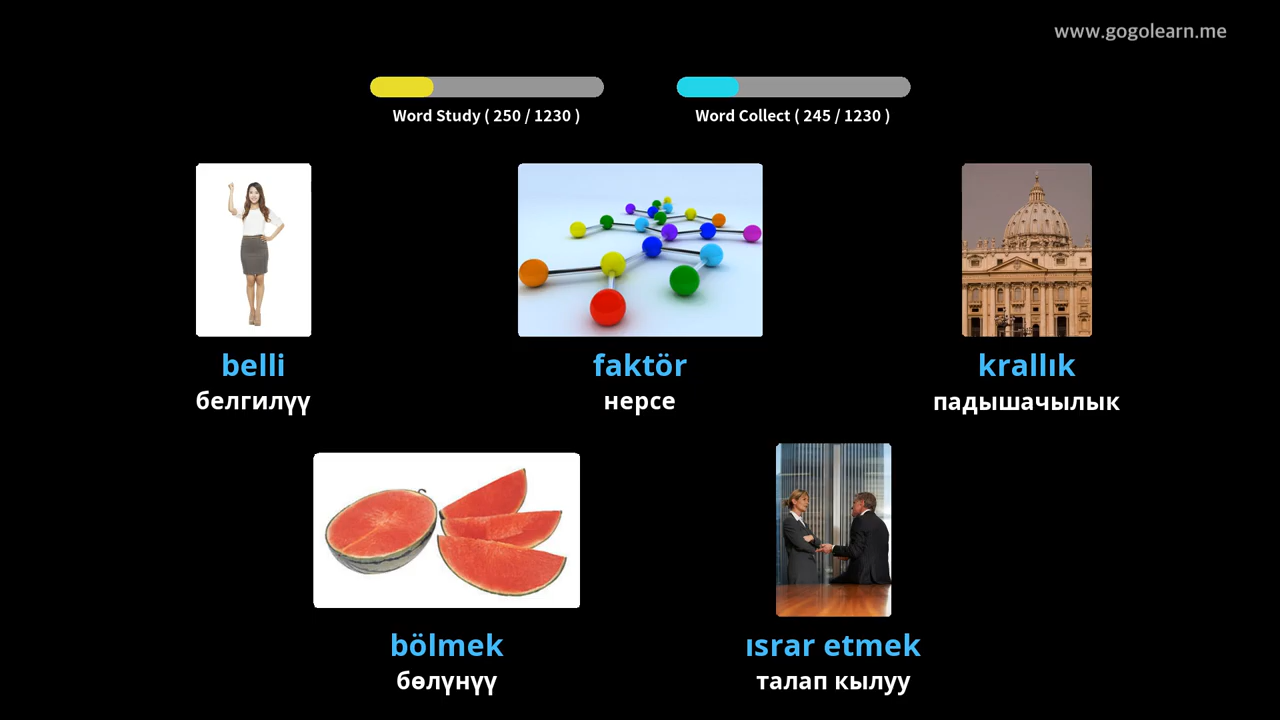 www.gogolearn.me
Word Study ( 250 / 1230 )
Word Collect ( 245 / 1230 )
belli
белгилүү
faktör
нерсе
krallık
падышачылык
bölmek
бөлүнүү
ısrar etmek
талап кылуу